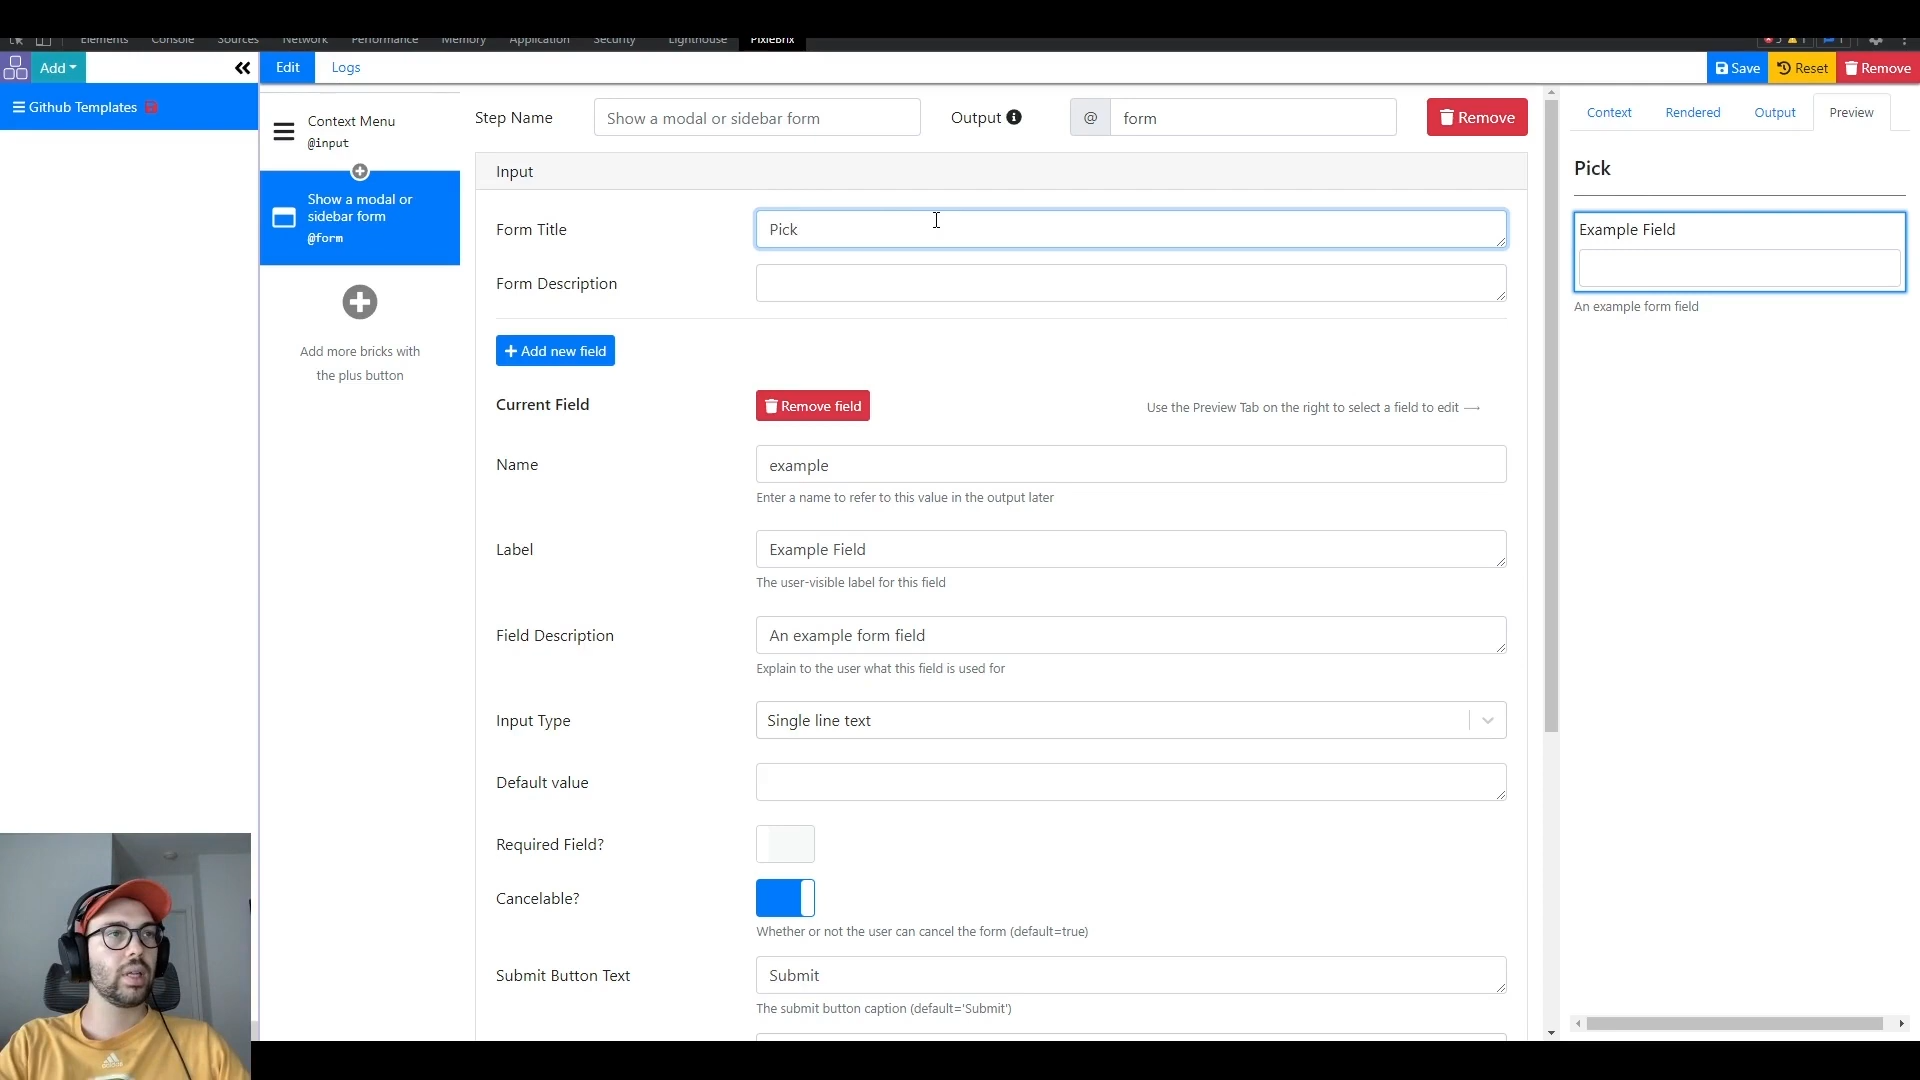 Elements Console Sources Network Performance Memory Application Security Lighthouse PixieBrix
Add
Edit
Logs
Save
Reset
Remove
Github Templates
Context Menu
@input
Show a modal or
sidebar form
@form
Add more bricks with
the plus button
Step Name
Show a modal or sidebar form
Output
@
form
Remove
Input
Form Title
Pick
Form Description
Add new field
Current Field
Remove field
Use the Preview Tab on the right to select a field to edit ⟶
Name
example
Enter a name to refer to this value in the output later
Label
Example Field
The user-visible label for this field
Field Description
An example form field
Explain to the user what this field is used for
Input Type
Single line text
Default value
Required Field?
Cancelable?
Whether or not the user can cancel the form (default=true)
Submit Button Text
Submit
The submit button caption (default='Submit')
Context
Rendered
Output
Preview
Pick
Example Field
An example form field